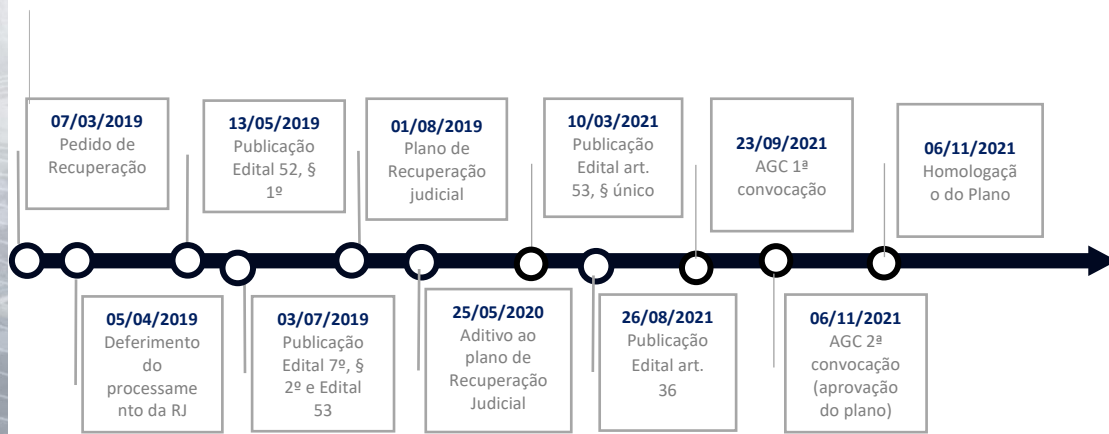 07/03/2019
Pedido de
Recuperação
13/05/2019
Publicação
Edital 52, §
1º
01/08/2019
Plano de
Recuperação
judicial
10/03/2021
Publicação
Edital art.
53, § único
23/09/2021
AGC 1ª
convocação
06/11/2021
Homologaçã
o do Plano
05/04/2019
Deferimento
do
processame
nto da RJ
03/07/2019
Publicação
Edital 7º, §
2º e Edital
53
25/05/2020
Aditivo ao
plano de
Recuperação
Judicial
26/08/2021
Publicação
Edital art.
36
06/11/2021
AGC 2ª
convocação
(aprovação
do plano)